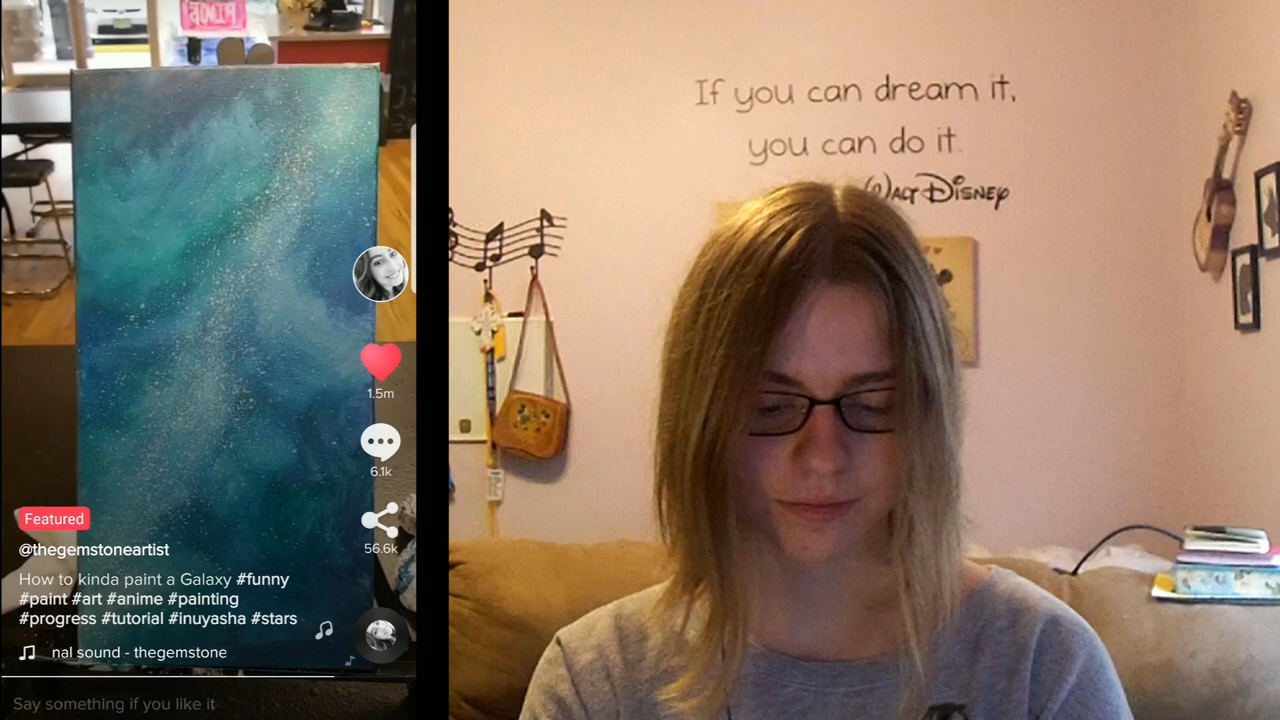 Featured
@thegemstoneartist
How to kinda paint a Galaxy #funny
#paint #art #anime #painting
#progress #tutorial #inuyasha #stars
nal sound - thegemstone
Say something if you like it
1.5m
6.1k
56.6k
If you can dream it,
you can do it.
Walt Disney